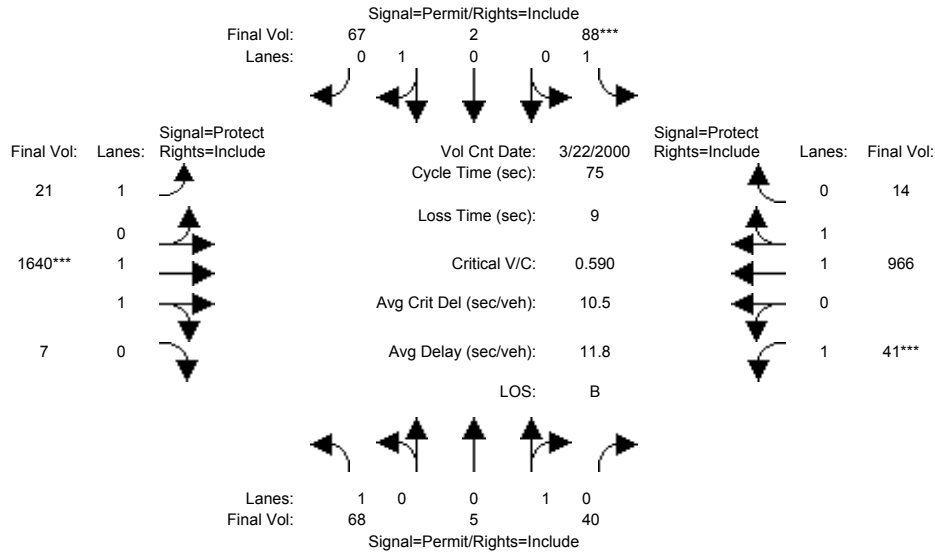 Signal=Permit/Rights=Include
Final Vol: 67 2 88***
Lanes: 0 1 0 0 1
Signal=Protect Signal=Protect
Final Vol: Lanes: Rights=Include Vol Cnt Date: 3/22/2000 Rights=Include Lanes: Final Vol:
Cycle Time (sec): 75
21 1 0 14
Loss Time (sec): 9
0 1
1640*** 1 Critical V/C: 0.590 1 966
1 Avg Crit Del (sec/veh): 10.5 0
7 0 Avg Delay (sec/veh): 11.8 1 41***
LOS: B
Lanes: 1 0 0 1 0
Final Vol: 68 5 40
Signal=Permit/Rights=Include